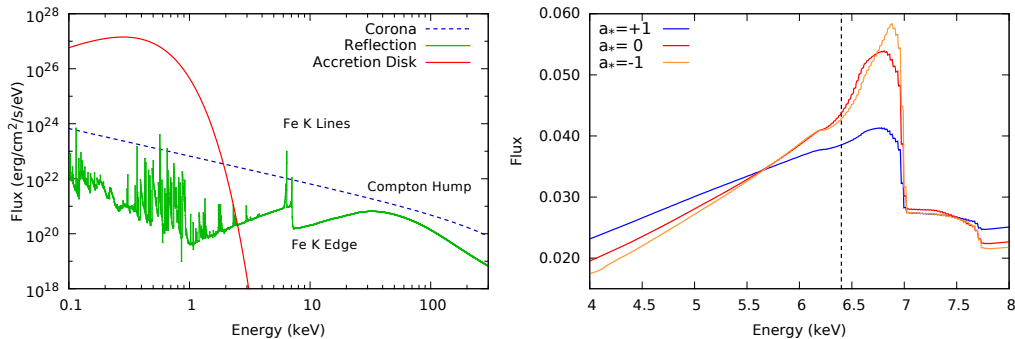 10^28
10^26
10^24
10^22
10^20
10^18
Flux (erg/cm^2/s/eV)
Corona
Reflection
Accretion Disk
Fe K Lines
Compton Hump
Fe K Edge
0.1 1 10 100
Energy (keV)
0.060
0.050
0.040
0.030
0.020
Flux
a_*=+1
a_*= 0
a_*=-1
4 4.5 5 5.5 6 6.5 7 7.5 8
Energy (keV)